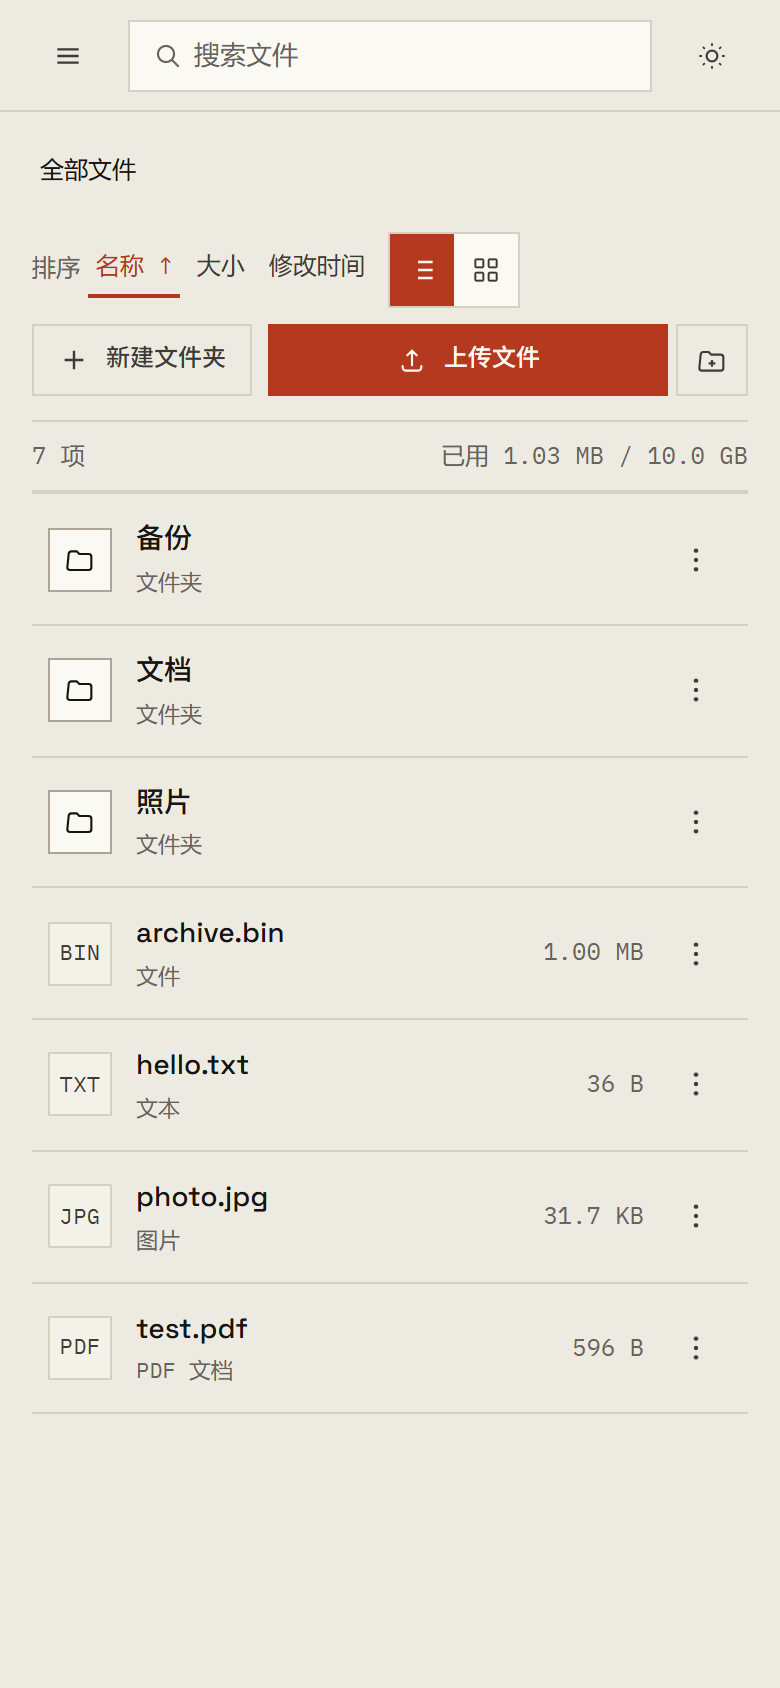 搜索文件
全部文件
排序 名称 ↑ 大小 修改时间
新建文件夹 上传文件
7 项 已用 1.03 MB / 10.0 GB
备份
文件夹
文档
文件夹
照片
文件夹
BIN archive.bin 1.00 MB
文件
TXT hello.txt 36 B
文本
JPG photo.jpg 31.7 KB
图片
PDF test.pdf 596 B
PDF 文档